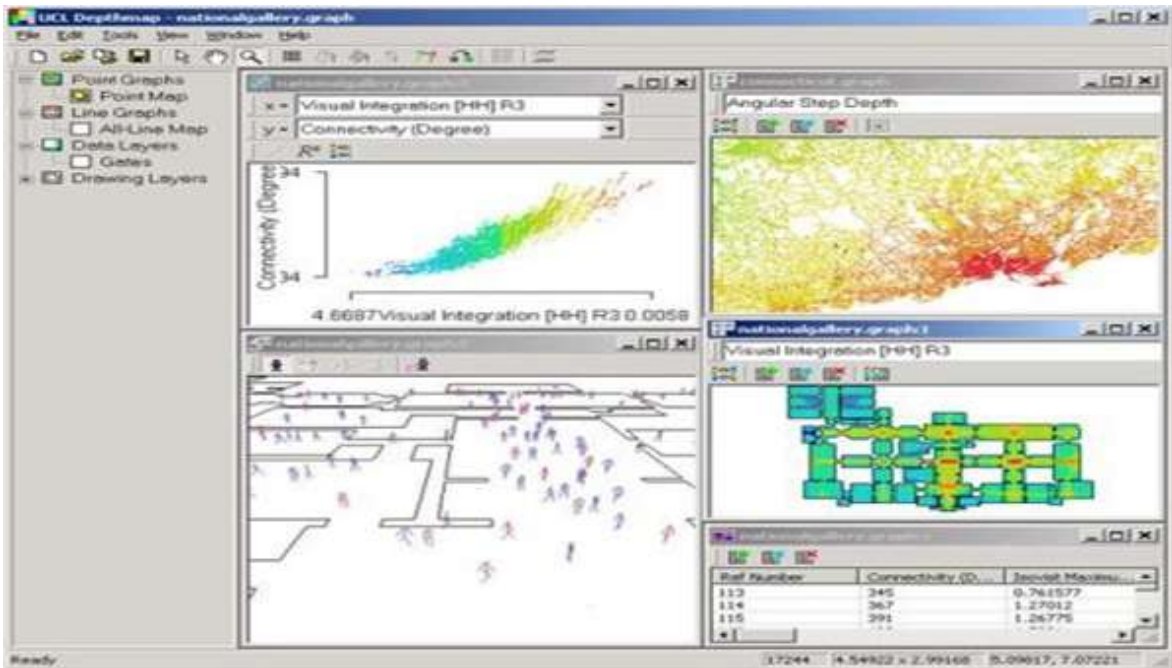 UCL Depthmap - nationalgallery.graph
File Edit Tools View Window Help
Point Graphs
Point Map
Line Graphs
All-Line Map
Data Layers
Gates
Drawing Layers
x = Visual Integration [HH] R3
y = Connectivity (Degree)
R²
34
Connectivity (Degree
34
4.6687Visual Integration [HH] R3 0.0058
Angular Step Depth
nationalgallery.graph:1
Visual Integration [HH] R3
Ref Number Connectivity (D... Isovist Maximu...
113 345 0.761577
114 367 1.27012
115 391 1.26775
Ready 17244 4.54922 x 2.99168 5.09817, 7.07221